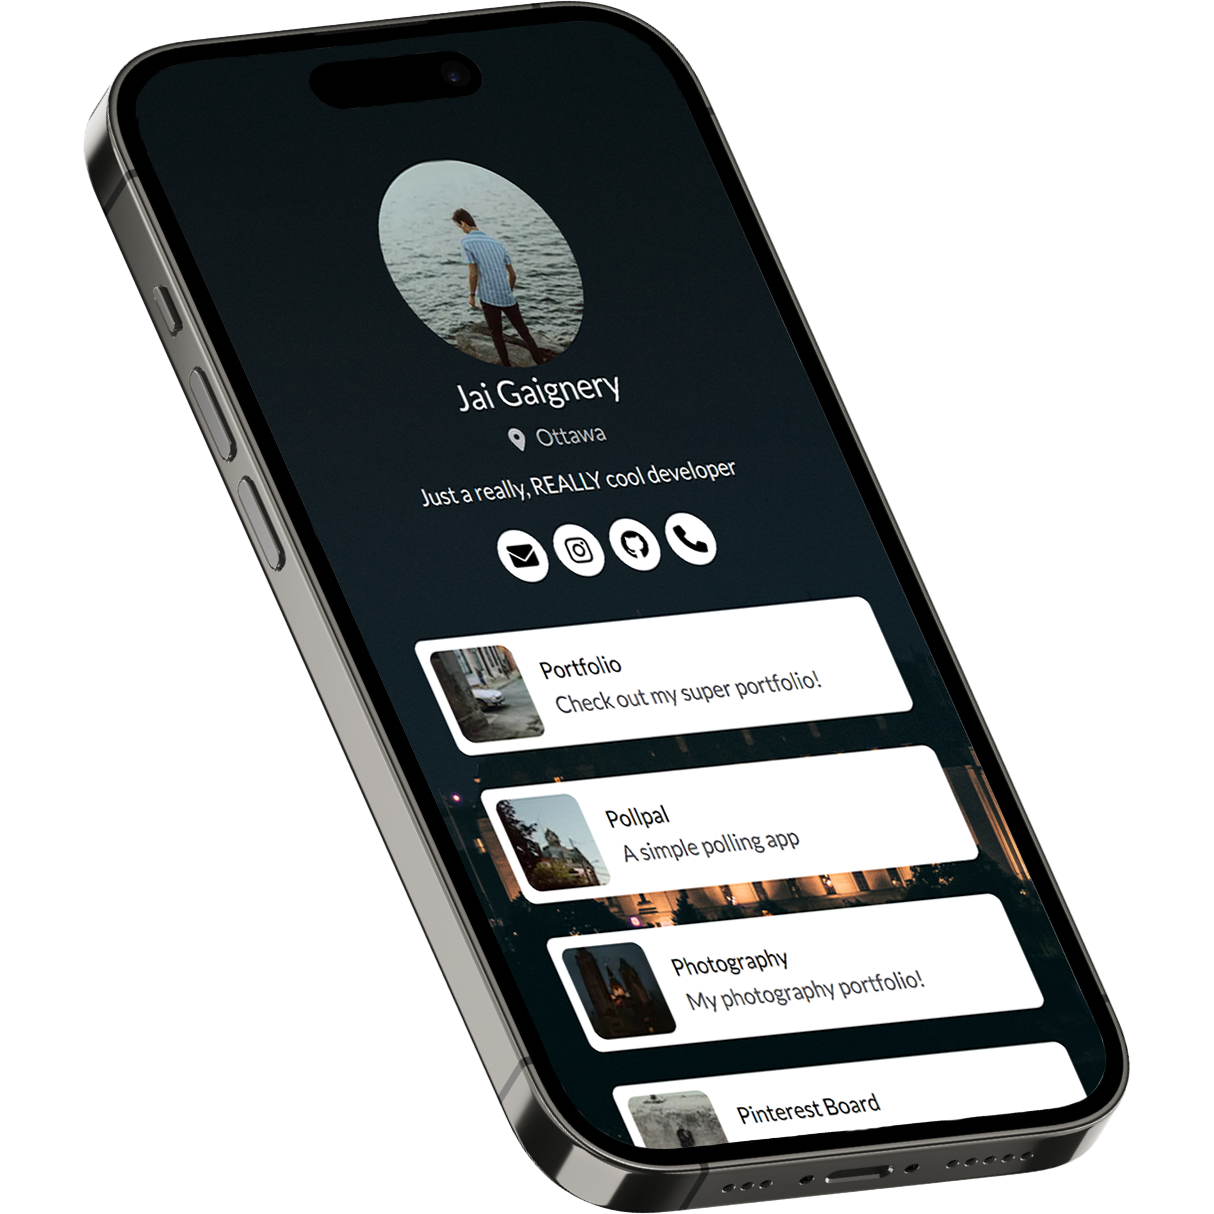 Jai Gaignery
Ottawa
Just a really, REALLY cool developer
Portfolio
Check out my super portfolio!
Pollpal
A simple polling app
Photography
My photography portfolio!
Pinterest Board